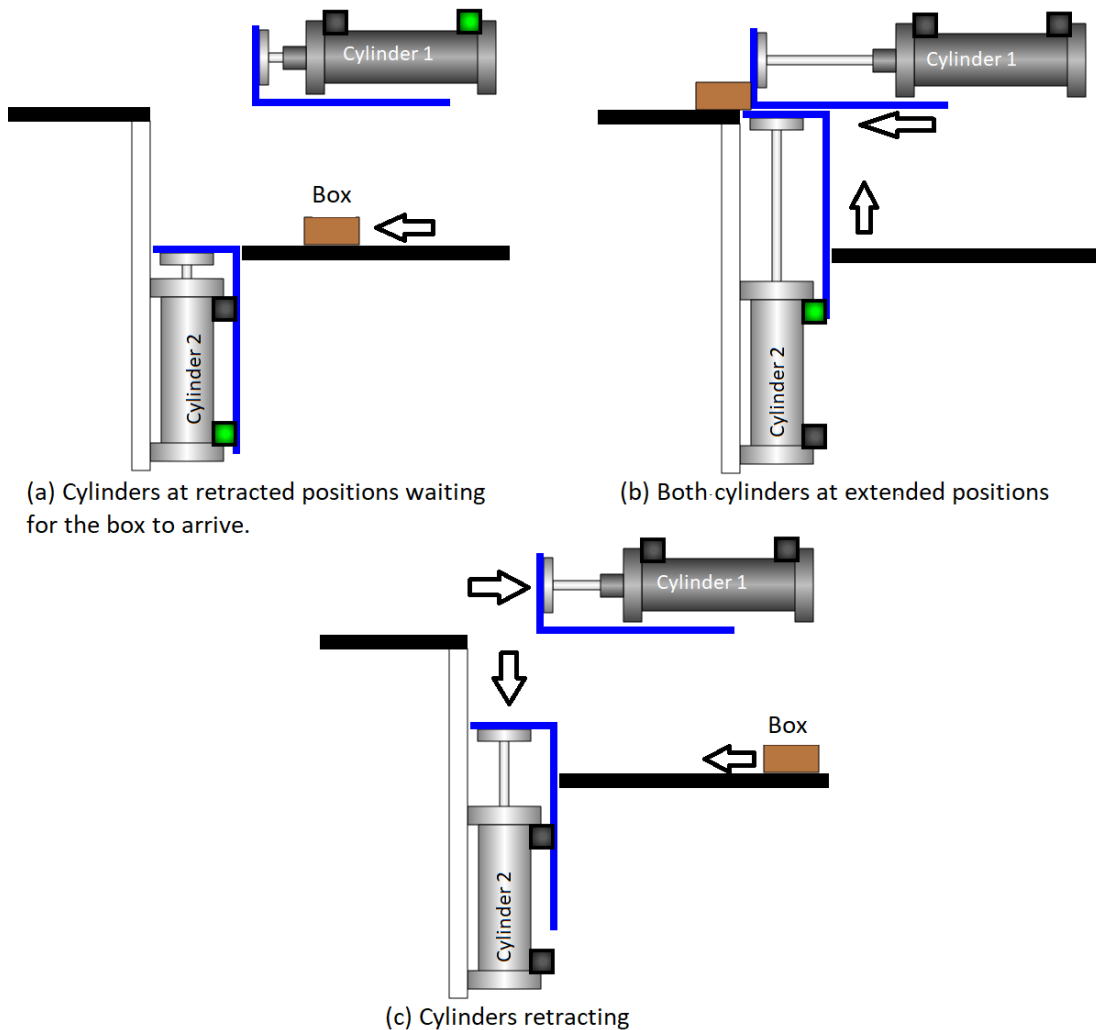 Cylinder 1
Cylinder 1
Box
Cylinder 2
Cylinder 2
(a) Cylinders at retracted positions waiting
for the box to arrive.
(b) Both cylinders at extended positions
Cylinder 1
Box
Cylinder 2
(c) Cylinders retracting